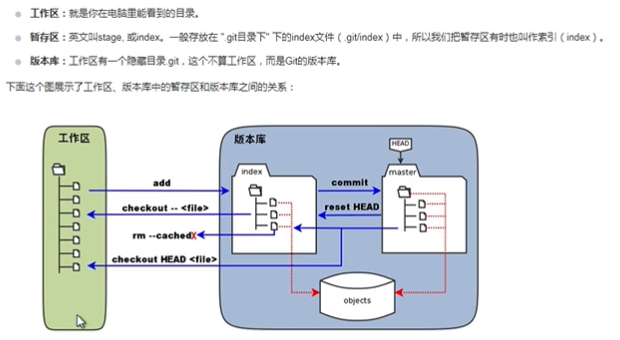 工作区：就是你在电脑里能看到的目录。
暂存区：英文叫stage, 或index。一般存放在 ".git目录下" 下的index文件（.git/index）中，所以我们把暂存区有时也叫作索引（index）。
版本库：工作区有一个隐藏目录.git，这个不算工作区，而是Git的版本库。
下面这个图展示了工作区、版本库中的暂存区和版本库之间的关系：
工作区
版本库
HEAD
index
master
add
commit
checkout -- <file>
reset HEAD
rm --cached
X
checkout HEAD <file>
objects